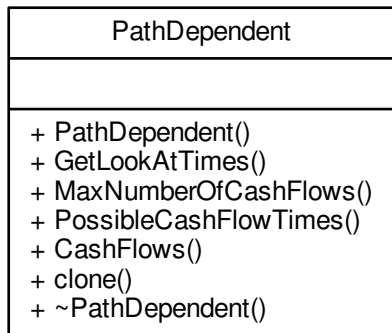 PathDependent
+ PathDependent()
+ GetLookAtTimes()
+ MaxNumberOfCashFlows()
+ PossibleCashFlowTimes()
+ CashFlows()
+ clone()
+ ~PathDependent()